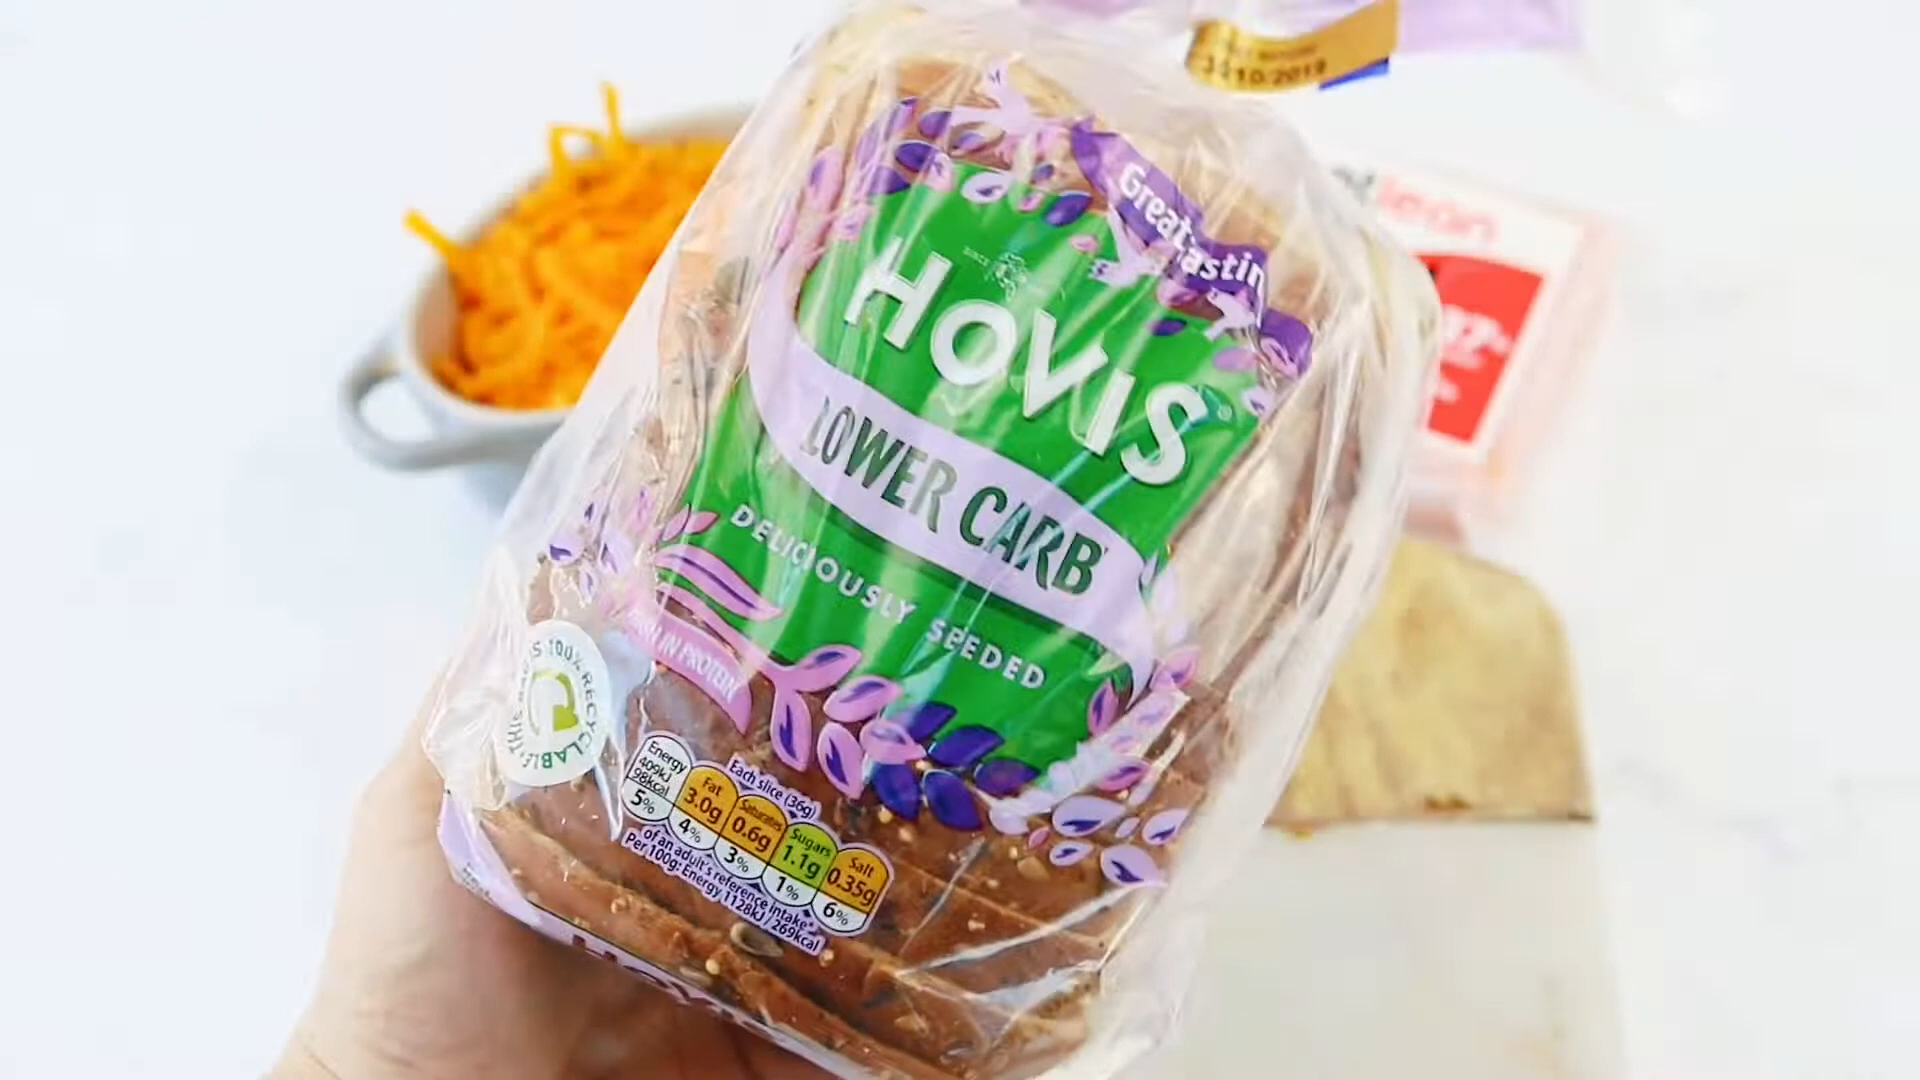 Great tastin
SINCE
HOVIS
LOWER CARB
DELICIOUSLY SEEDED
IN PROTEIN
THIS BAG IS 100% RECYCLABLE
Each slice (36g)
Energy
409kJ
98kcal
5%
Fat
3.0g
4%
Saturates
0.6g
3%
Sugars
1.1g
1%
Salt
0.35g
6%
of an adult's reference intake*
Per 100g: Energy 1128kJ / 269kcal